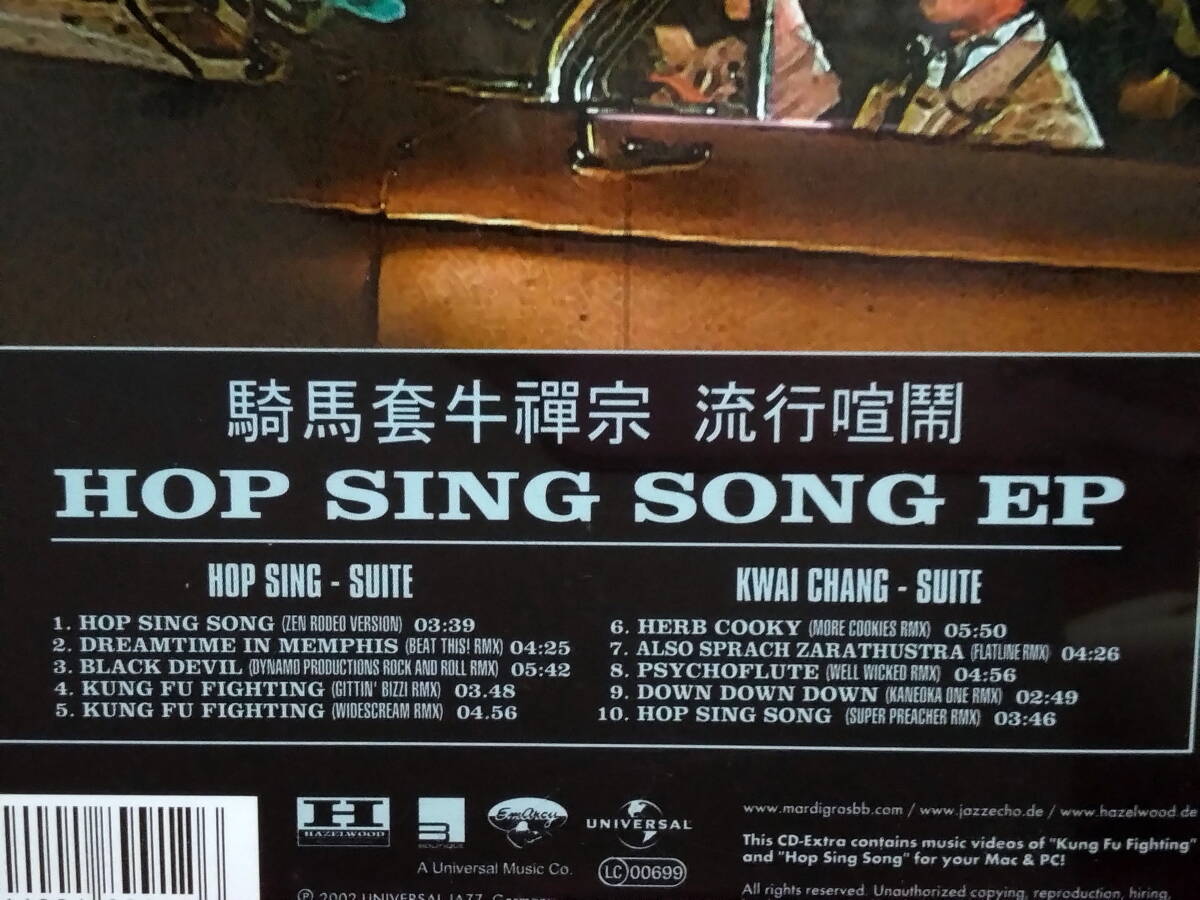 騎馬套牛禪宗 流行喧鬧
HOP SING SONG EP
HOP SING - SUITE
1. HOP SING SONG (ZEN RODEO VERSION) 03:39
2. DREAMTIME IN MEMPHIS (BEAT THIS! RMX) 04:25
3. BLACK DEVIL (DYNAMO PRODUCTIONS ROCK AND ROLL RMX) 05:42
4. KUNG FU FIGHTING (GITTIN' BIZZI RMX) 03.48
5. KUNG FU FIGHTING (WIDESCREAM RMX) 04.56
KWAI CHANG - SUITE
6. HERB COOKY (MORE COOKIES RMX) 05:50
7. ALSO SPRACH ZARATHUSTRA (FLATLINE RMX) 04:26
8. PSYCHOFLUTE (WELL WICKED RMX) 04:56
9. DOWN DOWN DOWN (KANEOKA ONE RMX) 02:49
10. HOP SING SONG (SUPER PREACHER RMX) 03:46
H
HAZELWOOD
B
BOUTIQUE
EmArcy
UNIVERSAL
A Universal Music Co.
LC 00699
www.mardigrasbb.com / www.jazzecho.de / www.hazelwood.de
This CD-Extra contains music videos of "Kung Fu Fighting"
and "Hop Sing Song" for your Mac & PC!
℗ 2002 UNIVERSAL JAZZ, Germany
All rights reserved. Unauthorized copying, reproduction, hiring,